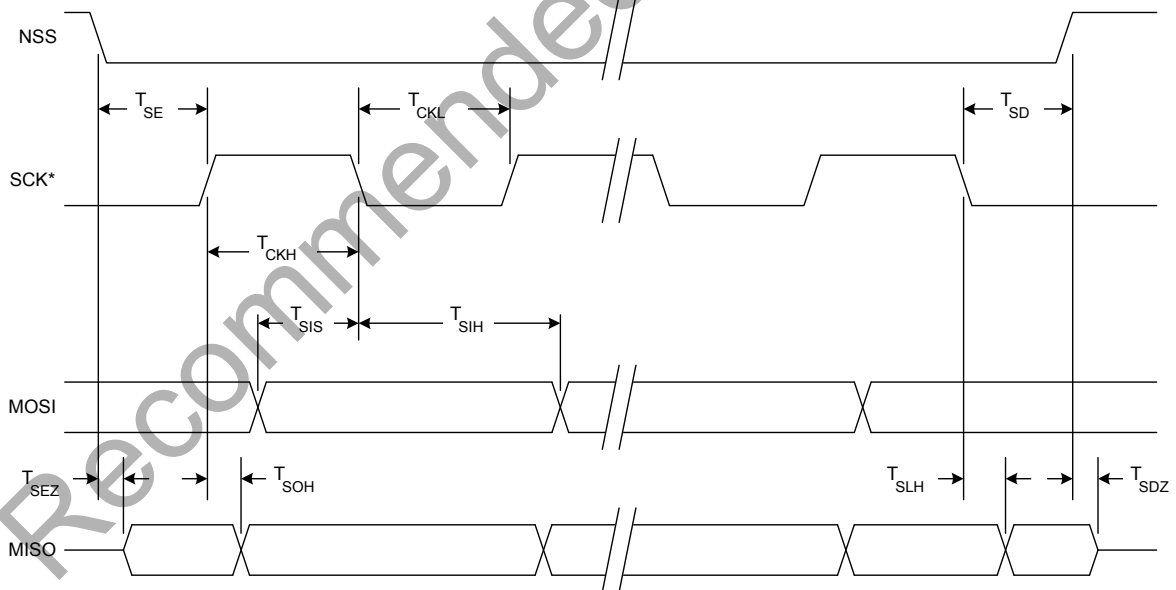 NSS
T SE
T CKL
T SD
SCK*
T CKH
T SIS
T SIH
MOSI
T SEZ
T SOH
T SLH
T SDZ
MISO
Recommended